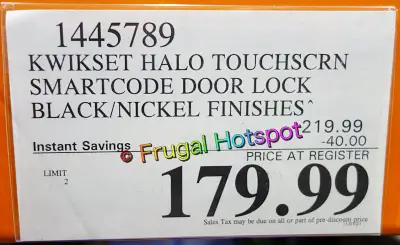 1445789
KWIKSET HALO TOUCHSCRN
SMARTCODE DOOR LOCK
BLACK/NICKEL FINISHES^
219.99
Instant Savings -40.00
© Frugal Hotspot
PRICE AT REGISTER
LIMIT
2
179.99
Sales Tax may be due on all or part of pre-discount price